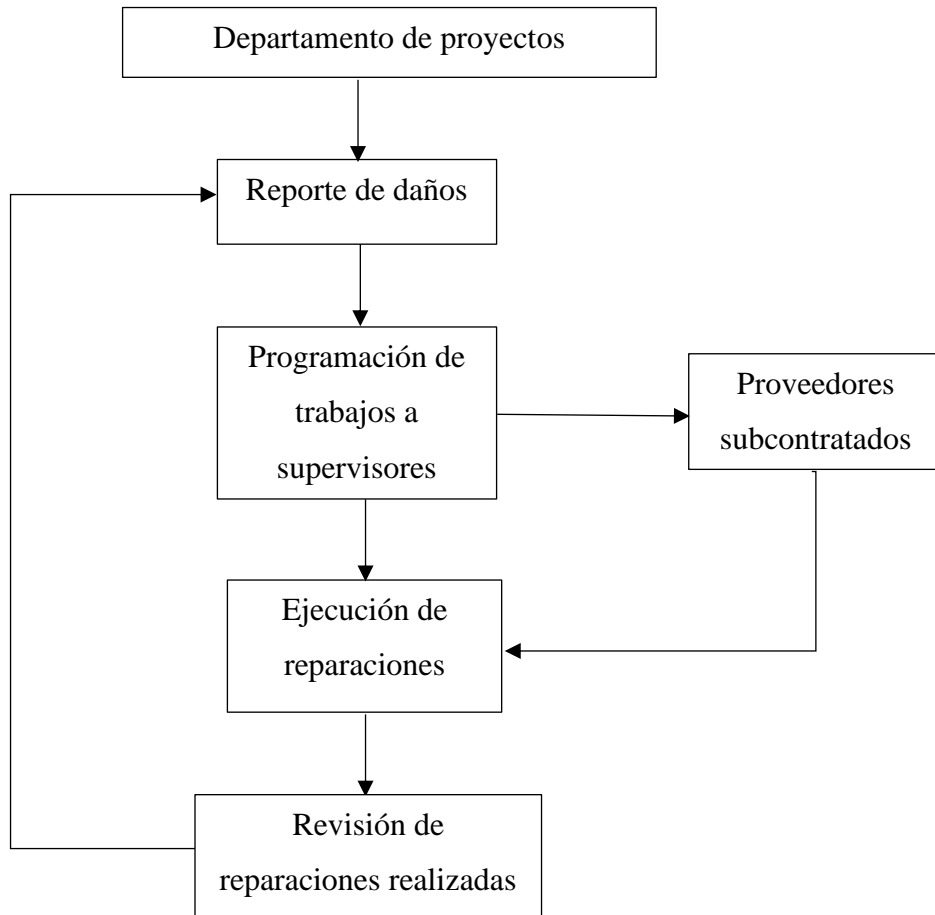 Departamento de proyectos
Reporte de daños
Programación de
trabajos a
supervisores
Proveedores
subcontratados
Ejecución de
reparaciones
Revisión de
reparaciones realizadas